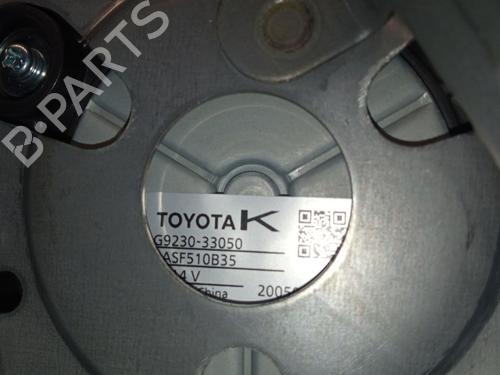 B-PARTS
TOYOTA K
G9230-33050
ASF510B35
4 V
China 2005